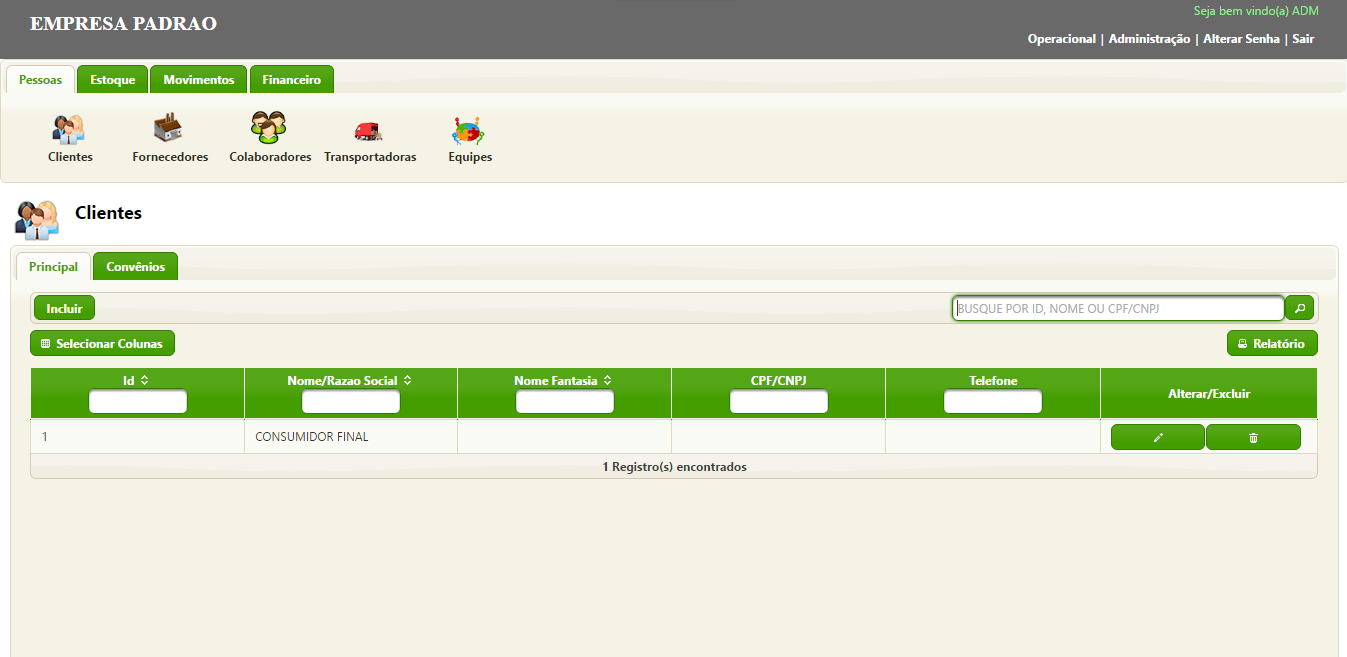 EMPRESA PADRAO
Seja bem vindo(a) ADM
Operacional | Administração | Alterar Senha | Sair
Pessoas Estoque Movimentos Financeiro
Clientes Fornecedores Colaboradores Transportadoras Equipes
Clientes
Principal Convênios
Incluir BUSQUE POR ID, NOME OU CPF/CNPJ
Selecionar Colunas Relatório
Id Nome/Razao Social Nome Fantasia CPF/CNPJ Telefone Alterar/Excluir
1 CONSUMIDOR FINAL
1 Registro(s) encontrados